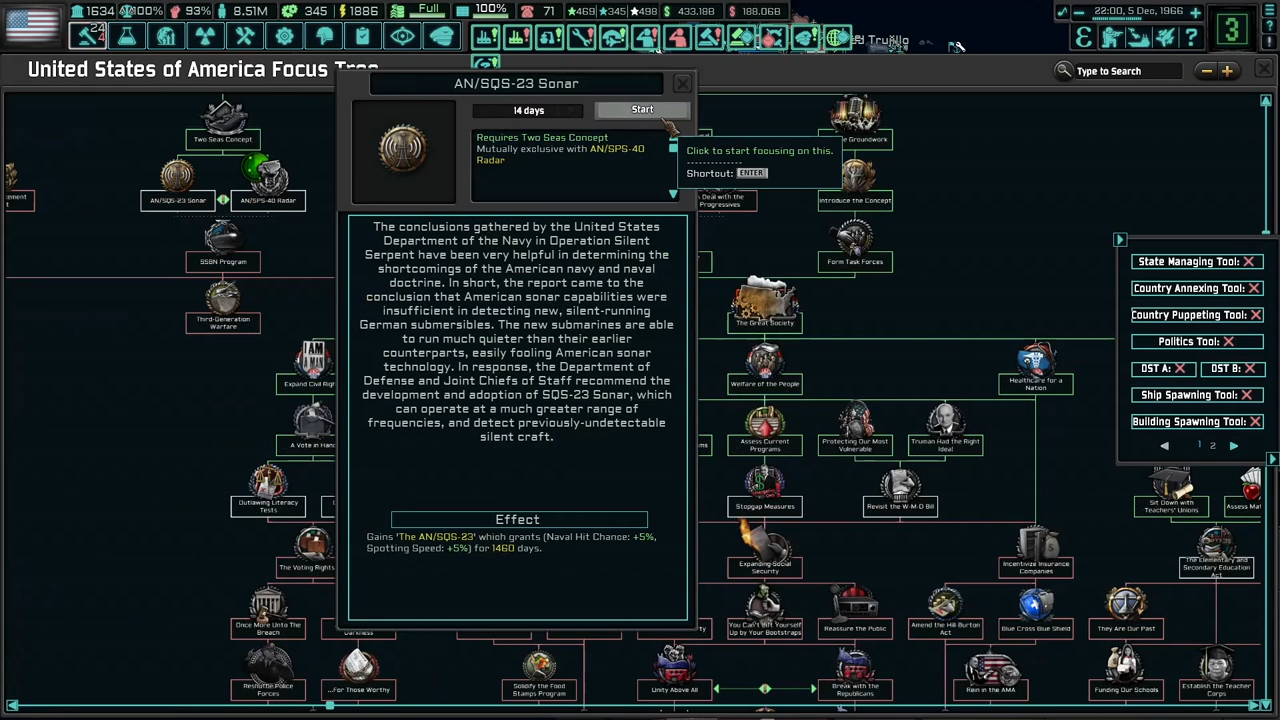 1634
100%
93%
8.51M
345
1886
Full
100%
71
469
345
498
433.188
188.068
22:00, 5 Dec, 1966
24
Trujillo
3
United States of America Focus Tree
Type to Search
AN/SQS-23 Sonar
14 days
Start
Requires Two Seas Concept
Mutually exclusive with AN/SPS-40
Radar
Click to start focusing on this.
Shortcut: ENTER
The conclusions gathered by the United States
Department of the Navy in Operation Silent
Serpent have been very helpful in determining the
shortcomings of the American navy and naval
doctrine. In short, the report came to the
conclusion that American sonar capabilities were
insufficient in detecting new, silent-running
German submersibles. The new submarines are able
to run much quieter than their earlier
counterparts, easily fooling American sonar
technology. In response, the Department of
Defense and Joint Chiefs of Staff recommend the
development and adoption of SQS-23 Sonar, which
can operate at a much greater range of
frequencies, and detect previously-undetectable
silent craft.
Effect
Gains 'The AN/SQS-23' which grants (Naval Hit Chance: +5%,
Spotting Speed: +5%) for 1460 days.
Two Seas Concept
AN/SQS-23 Sonar
AN/SPS-40 Radar
SSBN Program
Third-Generation
Warfare
Expand Civil Righ
I AM
A MAN
A Vote in Hand
Outlawing Literacy
Tests
The Voting Rights
Once More Unto The
Breach
Darkness
Reshuffle Police
Forces
...For Those Worthy
Solidify the Food
Stamps Program
Unity Above All
Break with the
Republicans
Rein in the AMA
Funding Our Schools
Establish the Teacher
Corps
e Groundwork
Deal with the
Progressives
Introduce the Concept
Form Task Forces
The Great Society
Welfare of the People
Healthcare for a
Nation
Assess Current
Programs
Protecting Our Most
Vulnerable
Truman Had the Right
Idea!
Stopgap Measures
Revisit the W-M-D Bill
Sit Down with
Teachers' Unions
Expanding Social
Security
Incentivize Insurance
Companies
The Elementary and
Secondary Education
Act
You Can't Lift Yourself
Up by Your Bootstraps
Reassure the Public
Amend the Hill Burton
Act
Blue Cross Blue Shield
They Are Our Past
State Managing Tool:
Country Annexing Tool:
Country Puppeting Tool:
Politics Tool:
OST A:
OST B:
Ship Spawning Tool:
Building Spawning Tool:
1 2